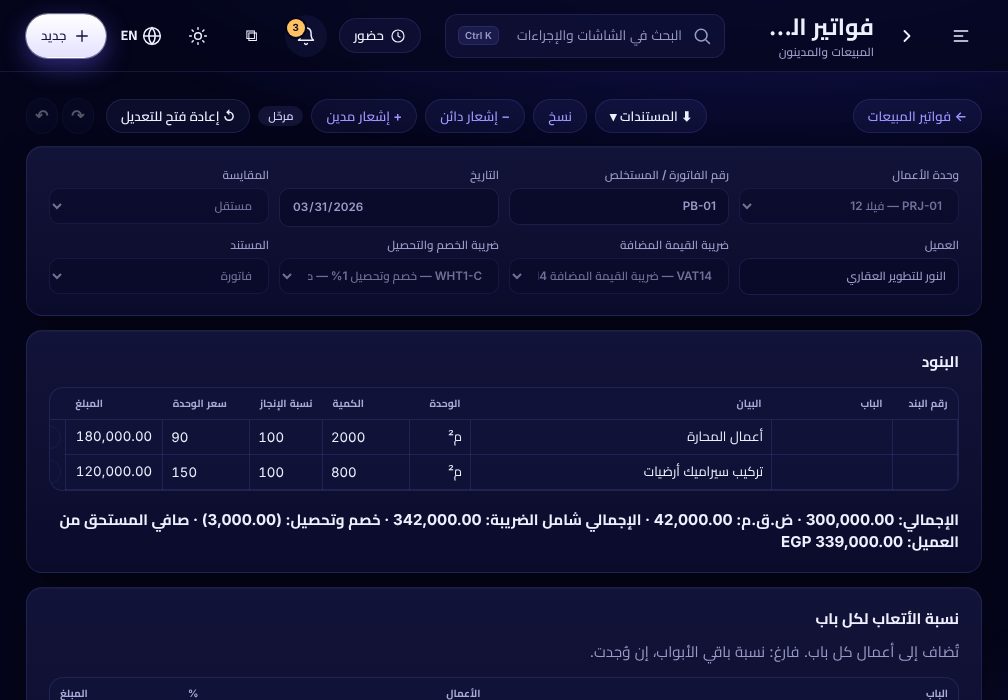 فواتير الـ...
المبيعات والمدينون
البحث في الشاشات والإجراءات
Ctrl K
حضور
3
EN
جديد
← فواتير المبيعات
⬇ المستندات ▾
نسخ
− إشعار دائن
+ إشعار مدين
مرحّل
↺ إعادة فتح للتعديل
↷
↶
وحدة الأعمال
رقم الفاتورة / المستخلص
التاريخ
المقايسة
PRJ-01 — فيلا 12
PB-01
03/31/2026
مستقل
العميل
ضريبة القيمة المضافة
ضريبة الخصم والتحصيل
المستند
النور للتطوير العقاري
VAT14 — ضريبة القيمة المضافة
WHT1-C — خصم وتحصيل 1% —
فاتورة
البنود
رقم البند الباب البيان الوحدة الكمية نسبة الإنجاز سعر الوحدة المبلغ
أعمال المحارة م² 2000 100 90 180,000.00
تركيب سيراميك أرضيات م² 800 100 150 120,000.00
الإجمالي: 300,000.00 · ض.ق.م: 42,000.00 · الإجمالي شامل الضريبة: 342,000.00 · خصم وتحصيل: (3,000.00) · صافي المستحق من
العميل: 339,000.00 EGP
نسبة الأتعاب لكل باب
تُضاف إلى أعمال كل باب. فارغ: نسبة باقي الأبواب، إن وُجدت.
الباب الأعمال % المبلغ